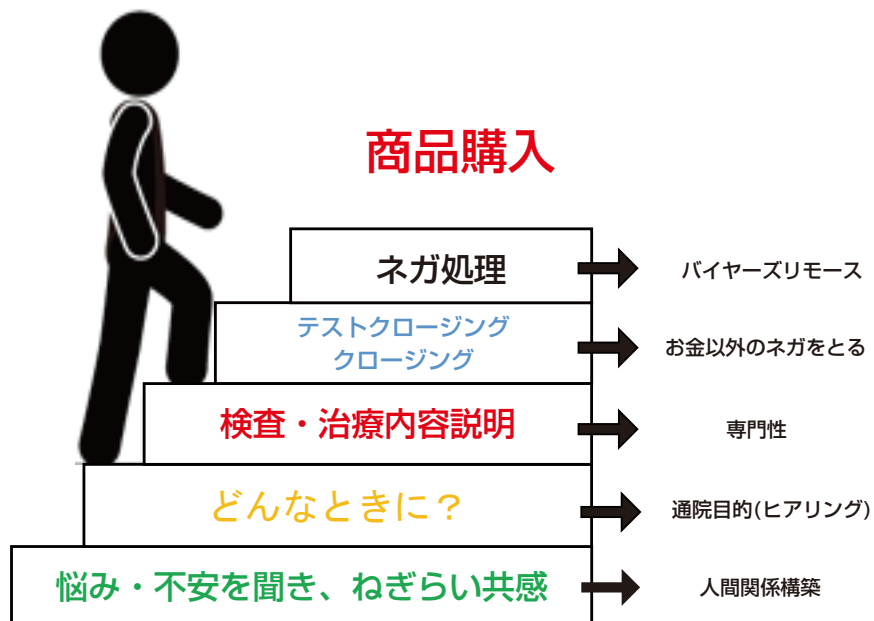 商品購入
ネガ処理
バイヤーズリモース
テストクロージング
クロージング
お金以外のネガをとる
検査・治療内容説明
専門性
どんなときに？
通院目的(ヒアリング)
悩み・不安を聞き、ねぎらい共感
人間関係構築